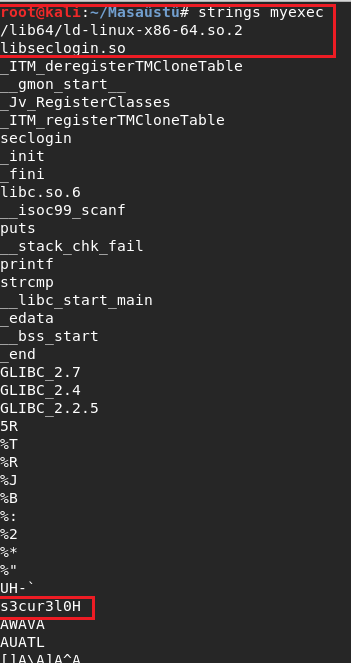 root@kali:~/Masaüstü# strings myexec
/lib64/ld-linux-x86-64.so.2
libseclogin.so
_ITM_deregisterTMCloneTable
__gmon_start__
_Jv_RegisterClasses
_ITM_registerTMCloneTable
seclogin
_init
_fini
libc.so.6
__isoc99_scanf
puts
__stack_chk_fail
printf
strcmp
__libc_start_main
_edata
__bss_start
_end
GLIBC_2.7
GLIBC_2.4
GLIBC_2.2.5
5R
%T
%R
%J
%B
%:
%2
%*
%"
UH-`
s3cur3l0H
AWAVA
AUATL
[]A\A]A^A